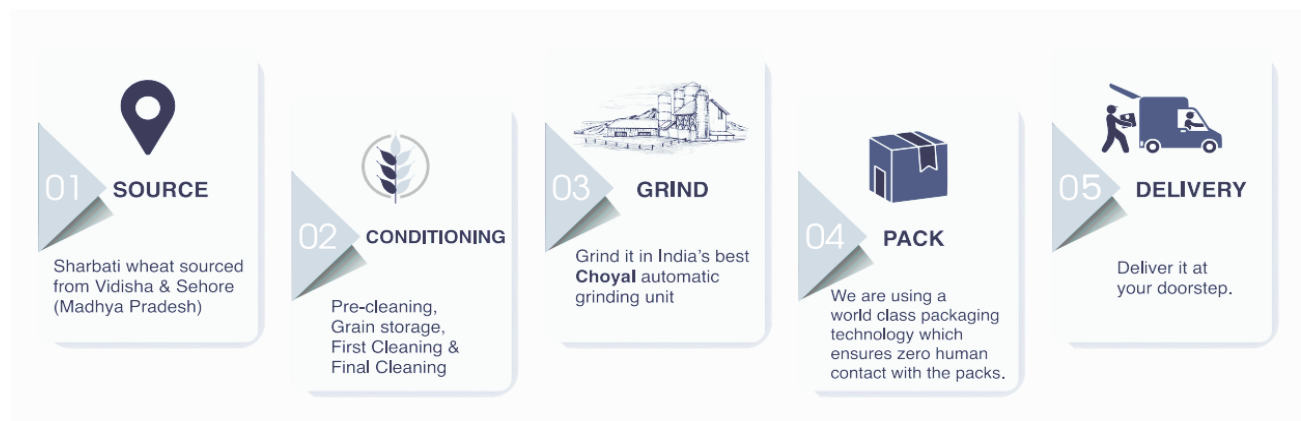 01
SOURCE
Sharbati wheat sourced
from Vidisha & Sehore
(Madhya Pradesh)
02
CONDITIONING
Pre-cleaning,
Grain storage,
First Cleaning &
Final Cleaning
03
GRIND
Grind it in India's best
Choyal automatic
grinding unit
04
PACK
We are using a
world class packaging
technology which
ensures zero human
contact with the packs.
05
DELIVERY
Deliver it at
your doorstep.